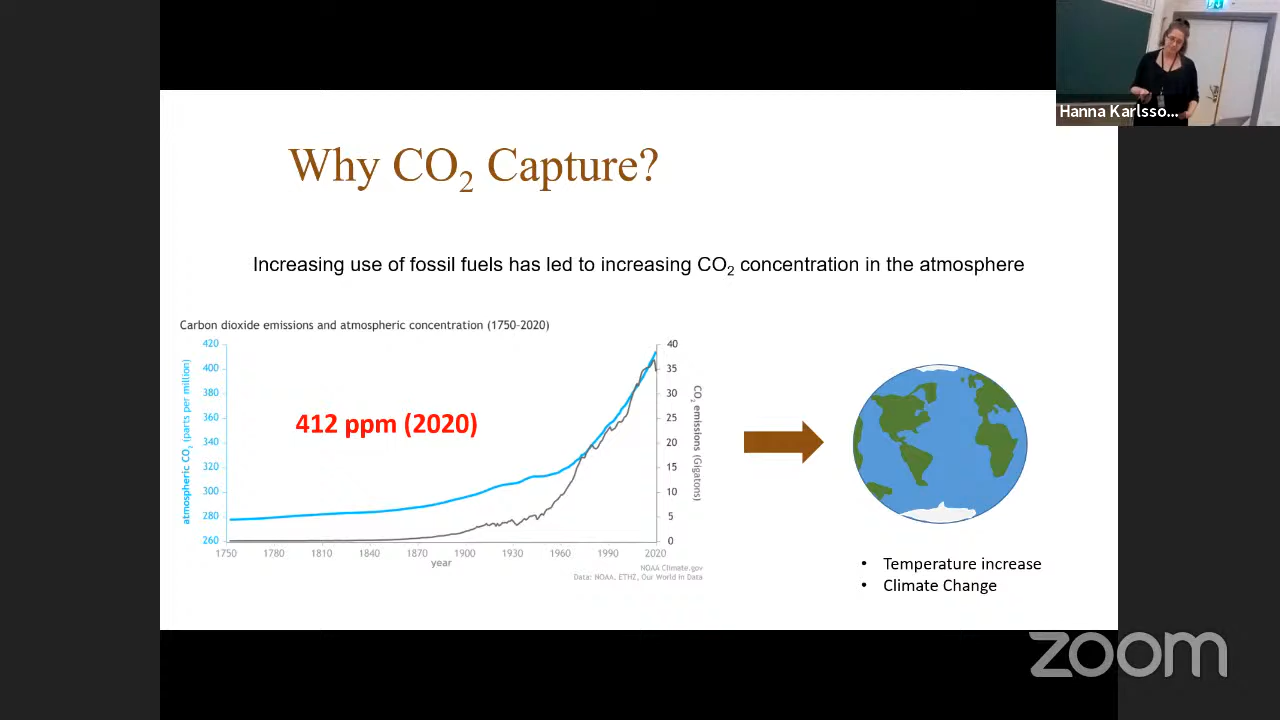 Hanna Karlsso...
Why CO₂ Capture?
Increasing use of fossil fuels has led to increasing CO₂ concentration in the atmosphere
Carbon dioxide emissions and atmospheric concentration (1750-2020)
420
400
380
360
340
320
300
280
260
atmospheric CO₂ (parts per million)
412 ppm (2020)
40
35
30
25
20
15
10
5
0
CO₂ emissions (Gigatons)
1750 1780 1810 1840 1870 1900 1930 1960 1990 2020
year
NOAA Climate.gov
Data: NOAA, ETHZ, Our World in Data
• Temperature increase
• Climate Change
zoom